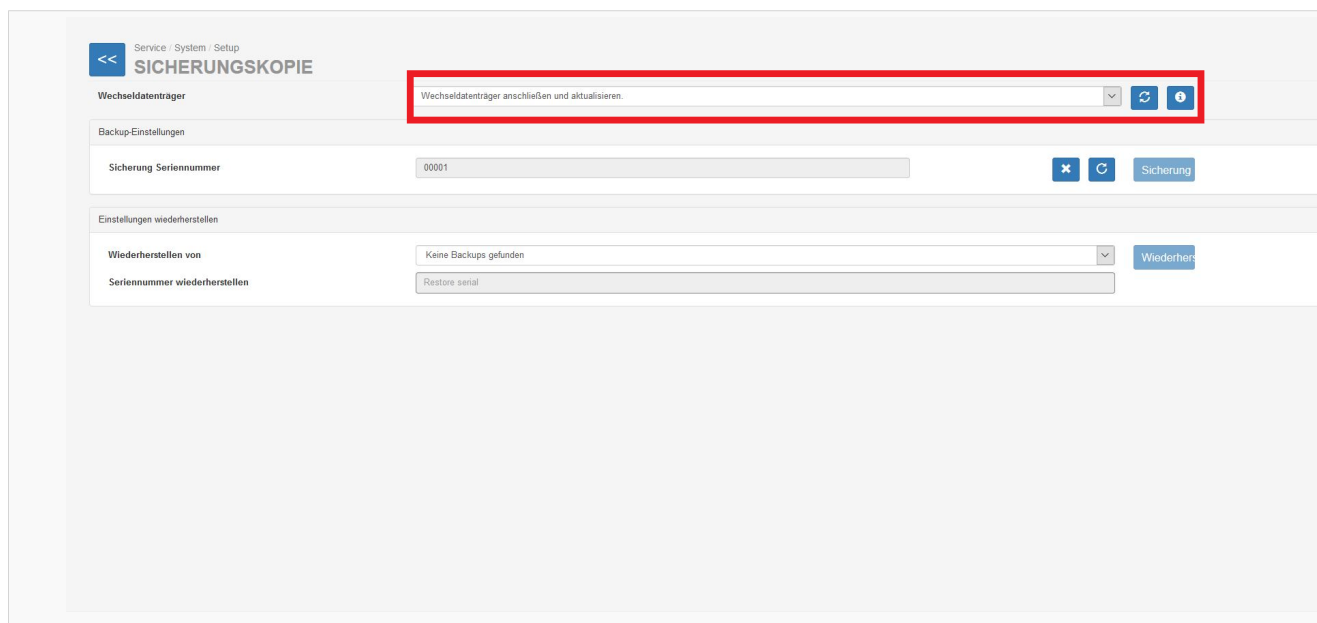 <<
Service / System / Setup
SICHERUNGSKOPIE
Wechseldatenträger
Wechseldatenträger anschließen und aktualisieren.
Backup-Einstellungen
Sicherung Seriennummer
00001
Sicherung
Einstellungen wiederherstellen
Wiederherstellen von
Keine Backups gefunden
Wiederhers
Seriennummer wiederherstellen
Restore serial